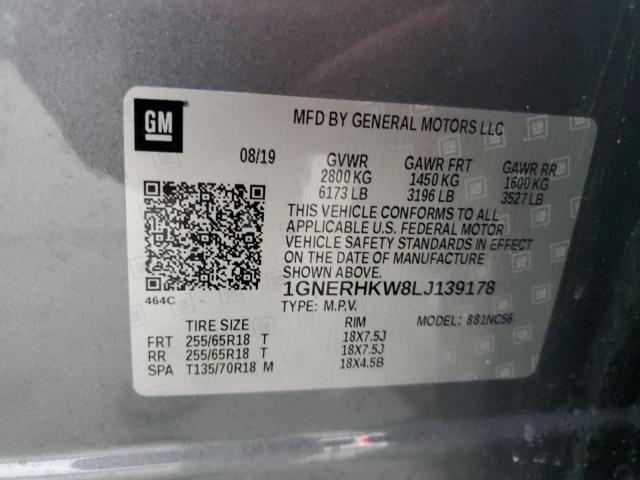 GM
MFD BY GENERAL MOTORS LLC
08/19 GVWR GAWR FRT GAWR RR
2800 KG 1450 KG 1600 KG
6173 LB 3196 LB 3527 LB
THIS VEHICLE CONFORMS TO ALL
APPLICABLE U.S. FEDERAL MOTOR
VEHICLE SAFETY STANDARDS IN EFFECT
ON THE DATE OF MANUFACTURE
SHOWN ABOVE.
464C
1GNERHKW8LJ139178
TYPE: M.P.V. MODEL: 881NC56
TIRE SIZE RIM
FRT 255/65R18 T 18X7.5J
RR 255/65R18 T 18X7.5J
SPA T135/70R18 M 18X4.5B